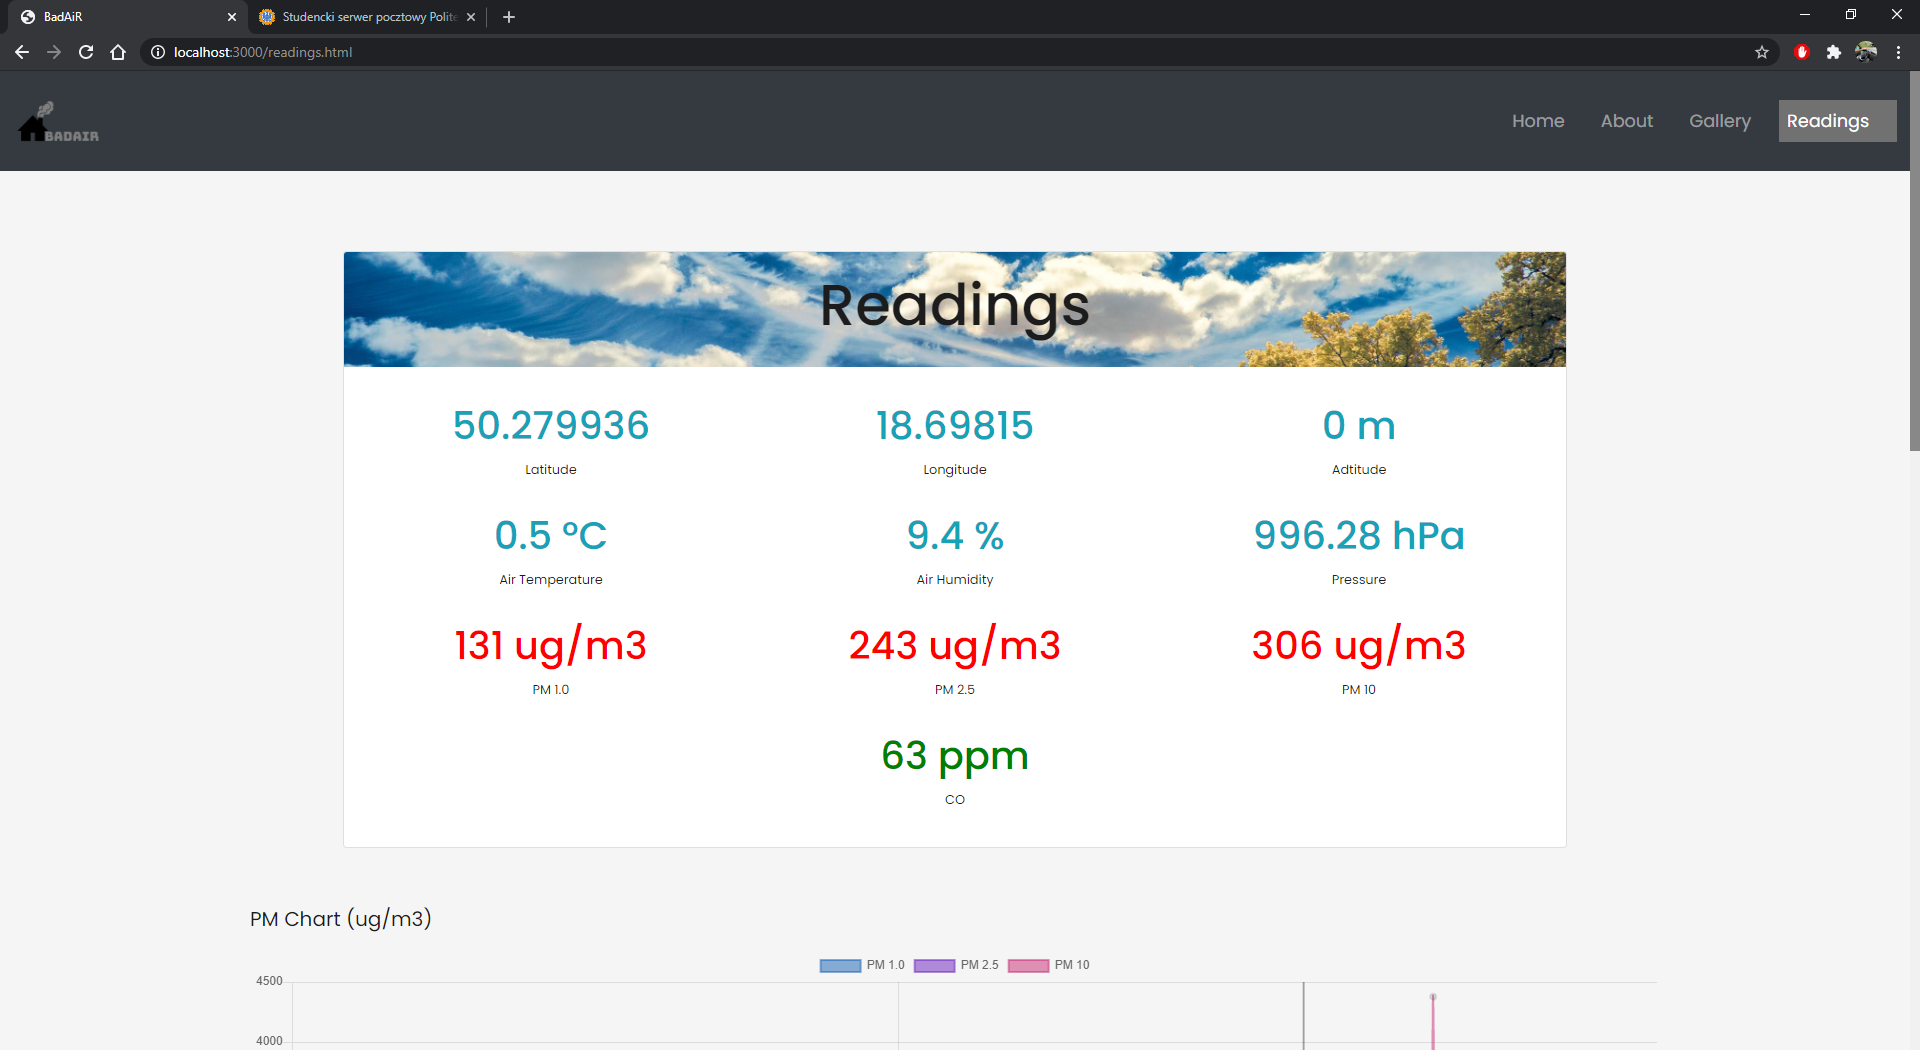 BadAiR
Studencki serwer pocztowy Polite
localhost:3000/readings.html
BADAIR
Home About Gallery Readings
Readings
50.279936 18.69815 0 m
Latitude Longitude Adtitude
0.5 °C 9.4 % 996.28 hPa
Air Temperature Air Humidity Pressure
131 ug/m3 243 ug/m3 306 ug/m3
PM 1.0 PM 2.5 PM 10
63 ppm
CO
PM Chart (ug/m3)
PM 1.0 PM 2.5 PM 10
4500
4000